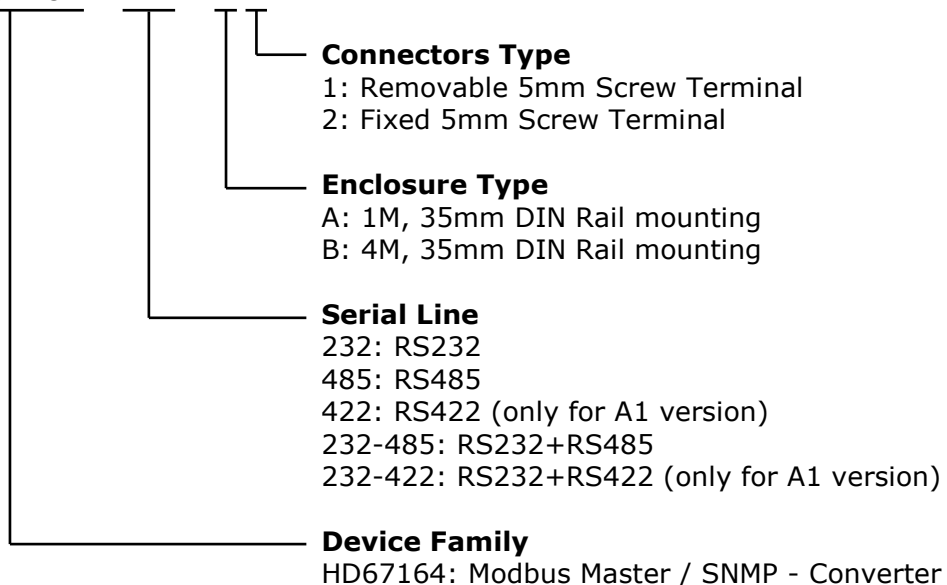 Connectors Type
1: Removable 5mm Screw Terminal
2: Fixed 5mm Screw Terminal
Enclosure Type
A: 1M, 35mm DIN Rail mounting
B: 4M, 35mm DIN Rail mounting
Serial Line
232: RS232
485: RS485
422: RS422 (only for A1 version)
232-485: RS232+RS485
232-422: RS232+RS422 (only for A1 version)
Device Family
HD67164: Modbus Master / SNMP - Converter